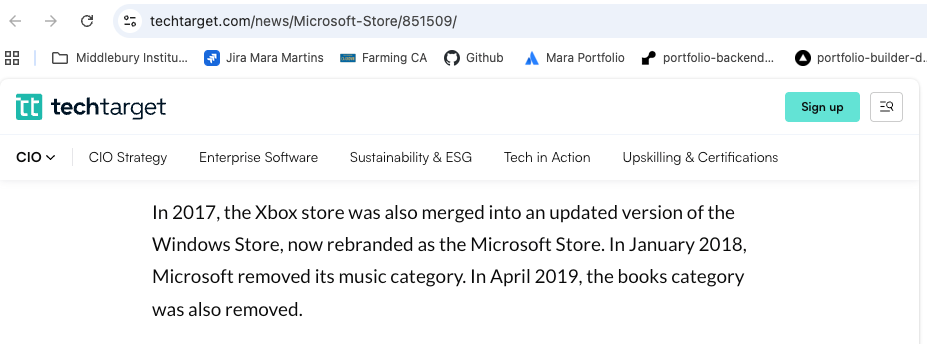 techtarget.com/news/Microsoft-Store/851509/
Middlebury Institu... Jira Mara Martins Farming CA Github Mara Portfolio portfolio-backend... portfolio-builder-d...
tt techtarget Sign up
CIO CIO Strategy Enterprise Software Sustainability & ESG Tech in Action Upskilling & Certifications
In 2017, the Xbox store was also merged into an updated version of the
Windows Store, now rebranded as the Microsoft Store. In January 2018,
Microsoft removed its music category. In April 2019, the books category
was also removed.